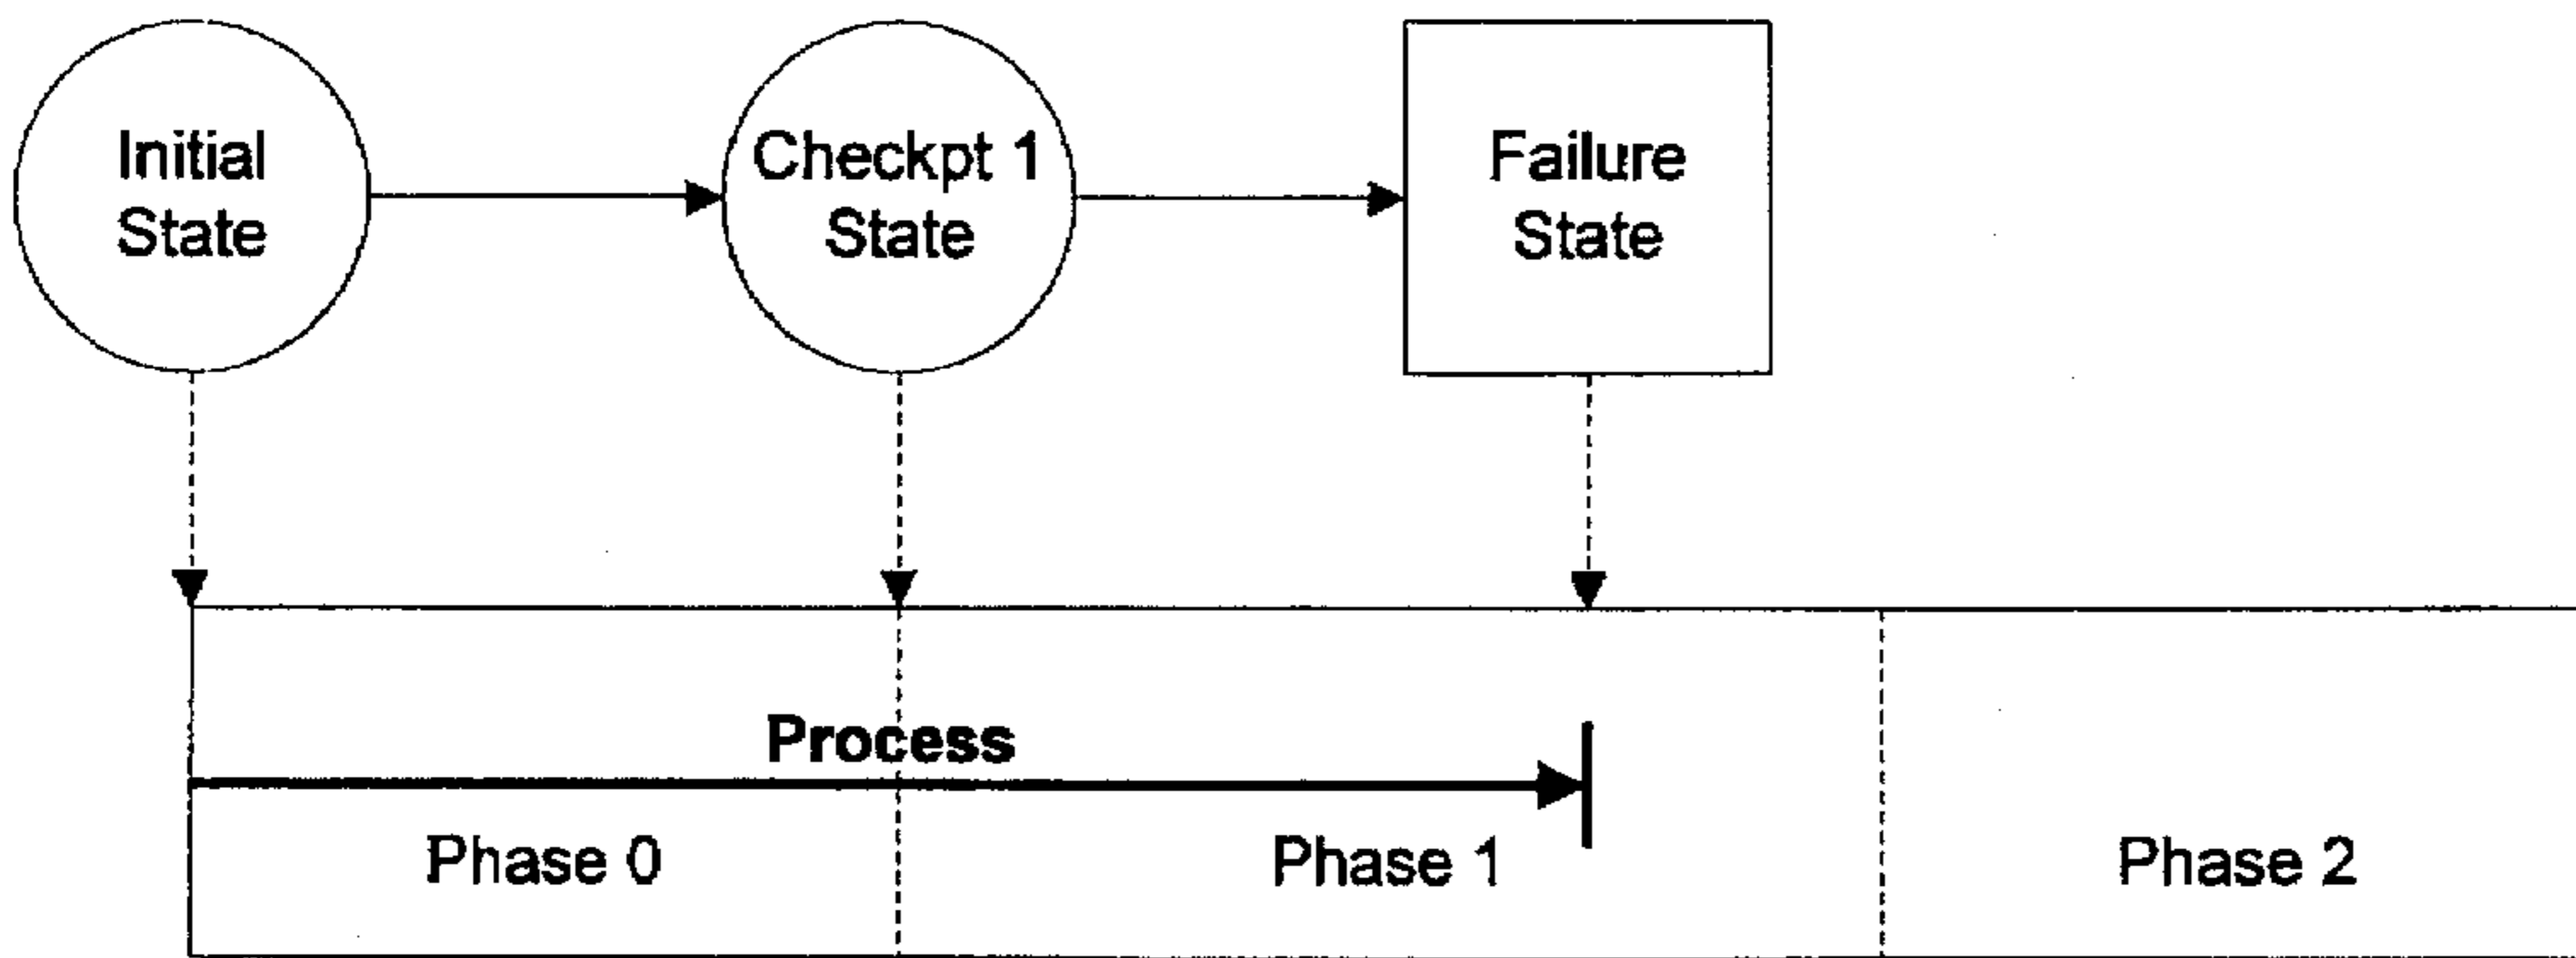 Initial
State
Checkpt 1
State
Failure
State
Process
Phase 0
Phase 1
Phase 2